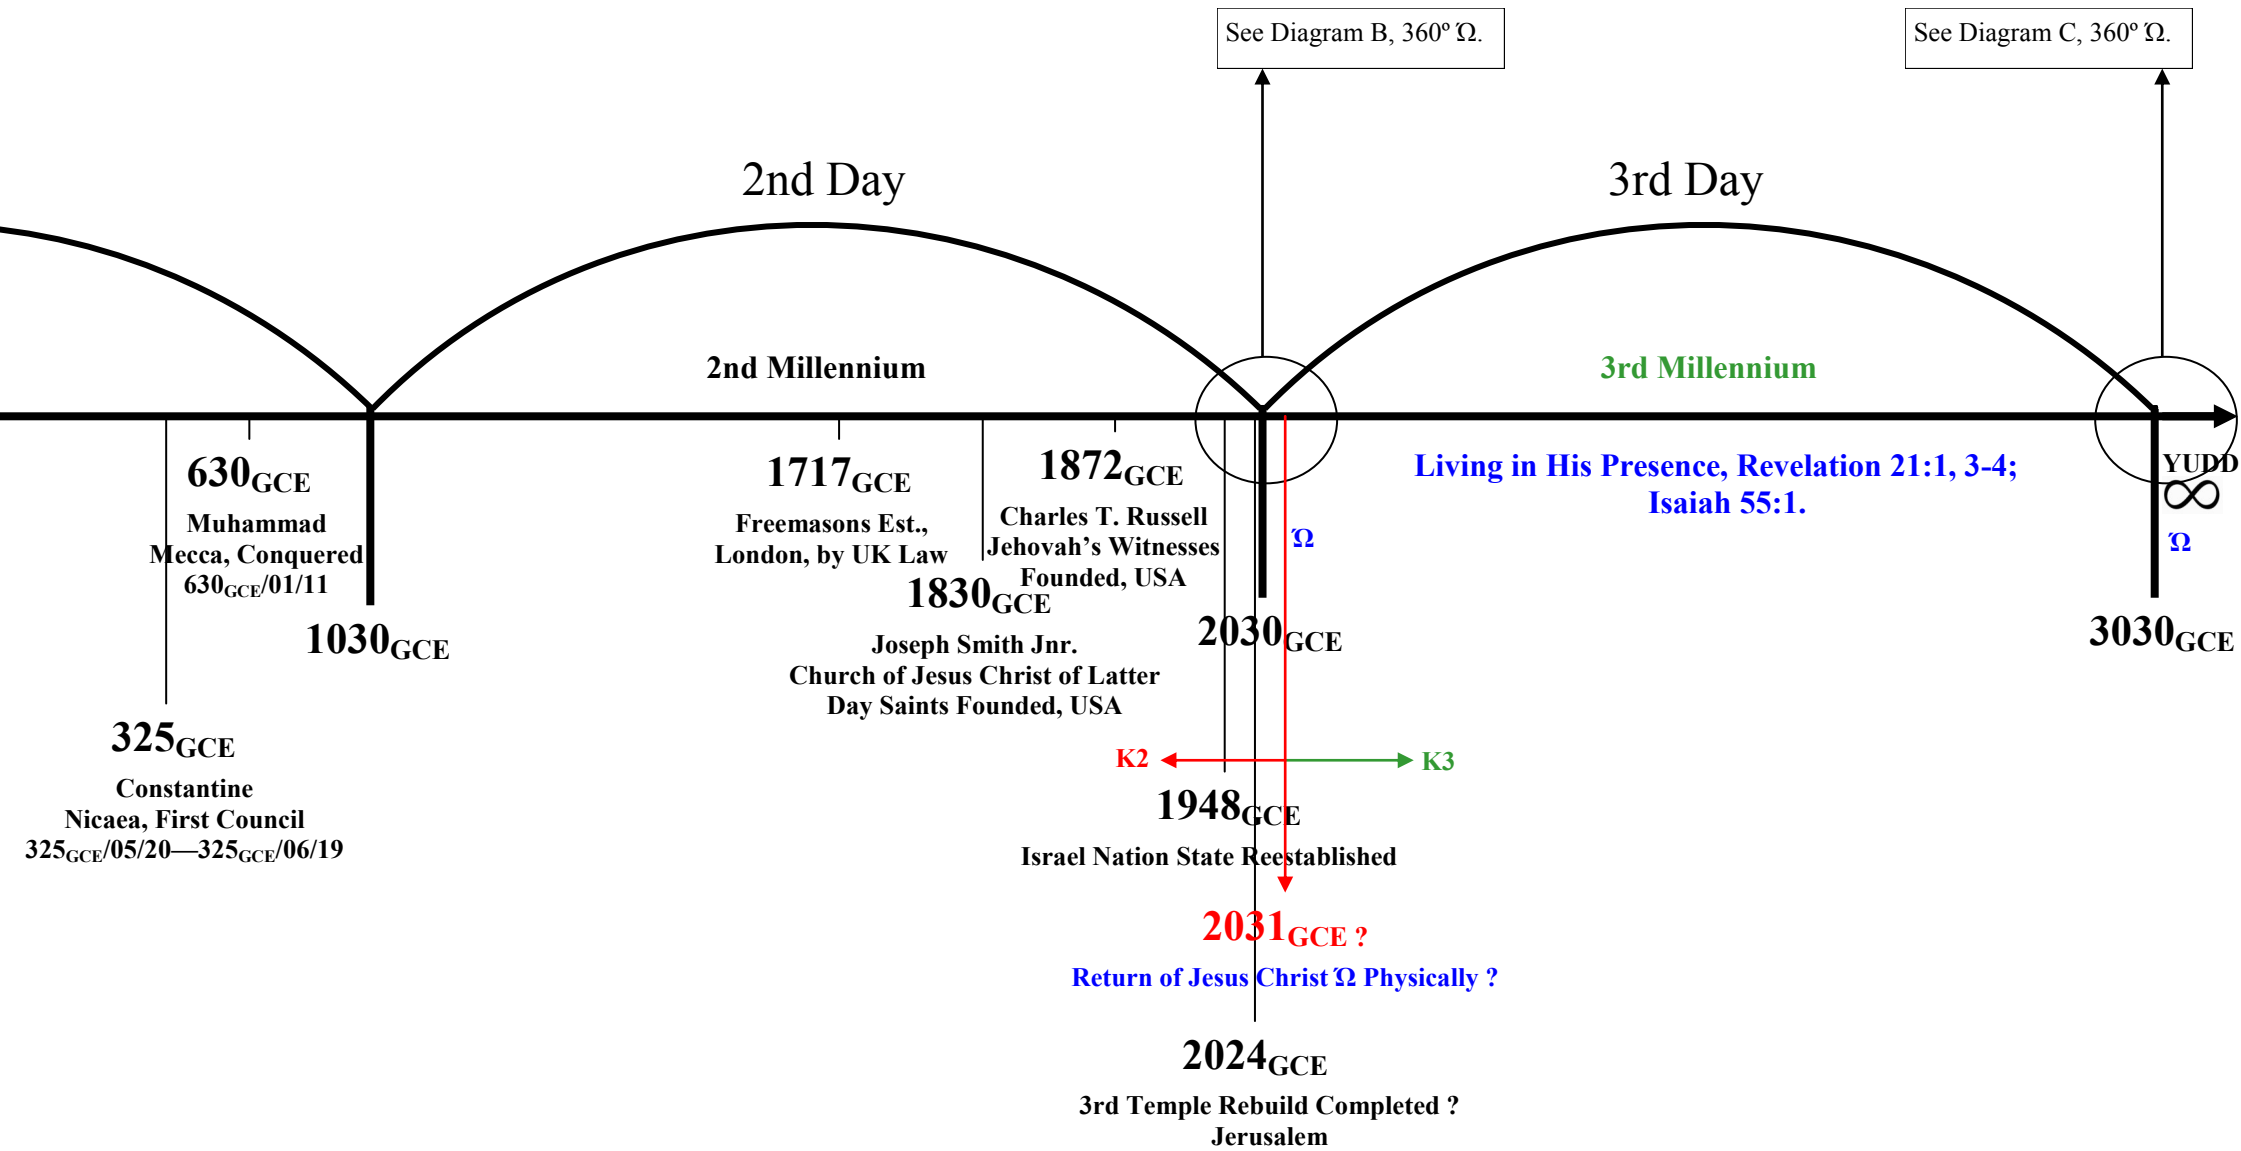 See Diagram B, 360º Ώ.
See Diagram C, 360º Ώ.
2nd Day
3rd Day
2nd Millennium
3rd Millennium
630GCE
Muhammad
Mecca, Conquered
630GCE/01/11
1030GCE
325GCE
Constantine
Nicaea, First Council
325GCE/05/20—325GCE/06/19
1717GCE
Freemasons Est.,
London, by UK Law
1830GCE
Joseph Smith Jnr.
Church of Jesus Christ of Latter
Day Saints Founded, USA
1872GCE
Charles T. Russell
Jehovah’s Witnesses
Founded, USA
Ώ
2030GCE
Living in His Presence, Revelation 21:1, 3-4;
Isaiah 55:1.
YUDD
∞
Ώ
3030GCE
K2
K3
1948GCE
Israel Nation State Reestablished
2031GCE ?
Return of Jesus Christ Ώ Physically ?
2024GCE
3rd Temple Rebuild Completed ?
Jerusalem